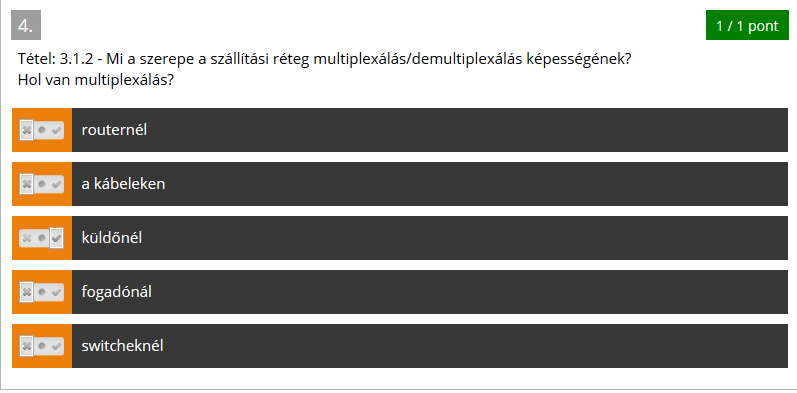 4.
1 / 1 pont
Tétel: 3.1.2 - Mi a szerepe a szállítási réteg multiplexálás/demultiplexálás képességének?
Hol van multiplexálás?
routernél
a kábeleken
küldőnél
fogadónál
switcheknél